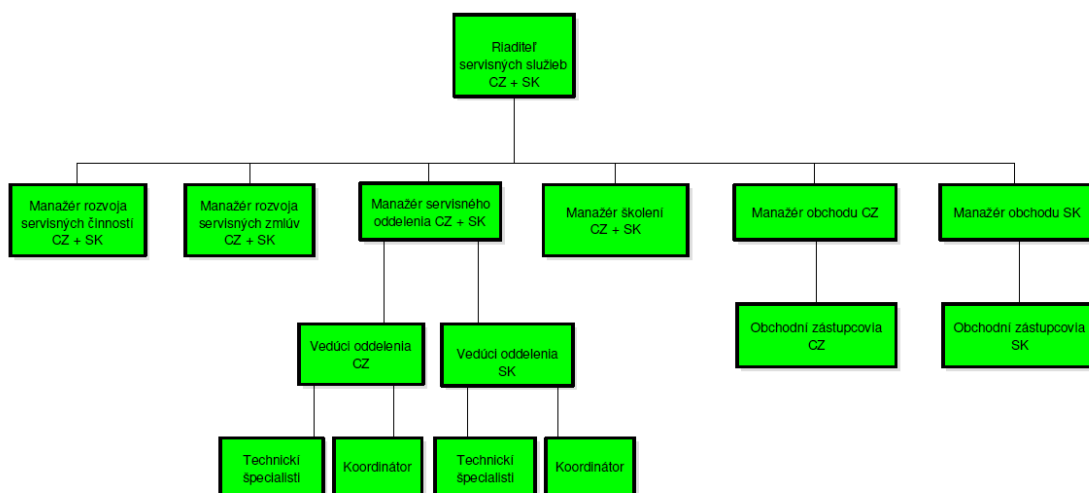 Riaditeľ
servisných služieb
CZ + SK
Manažér rozvoja
servisných činností
CZ + SK
Manažér rozvoja
servisných zmlúv
CZ + SK
Manažér servisného
oddelenia CZ + SK
Manažér školení
CZ + SK
Manažér obchodu CZ
Manažér obchodu SK
Vedúci oddelenia
CZ
Vedúci oddelenia
SK
Obchodní zástupcovia
CZ
Obchodní zástupcovia
SK
Technickí
špecialisti
Koordinátor
Technickí
špecialisti
Koordinátor